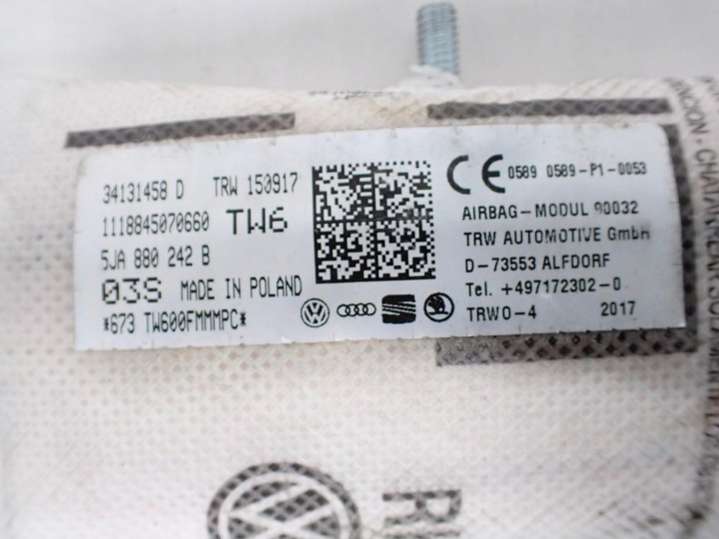 34131458 D TRW 150917
1118845070660 TW6
5JA 880 242 B
03S MADE IN POLAND
*673 TW600FMMMPC*
CE 0589 0589-P1-0053
AIRBAG-MODUL 90032
TRW AUTOMOTIVE GmbH
D-73553 ALFDORF
Tel. +497172302-0
TRWO-4 2017